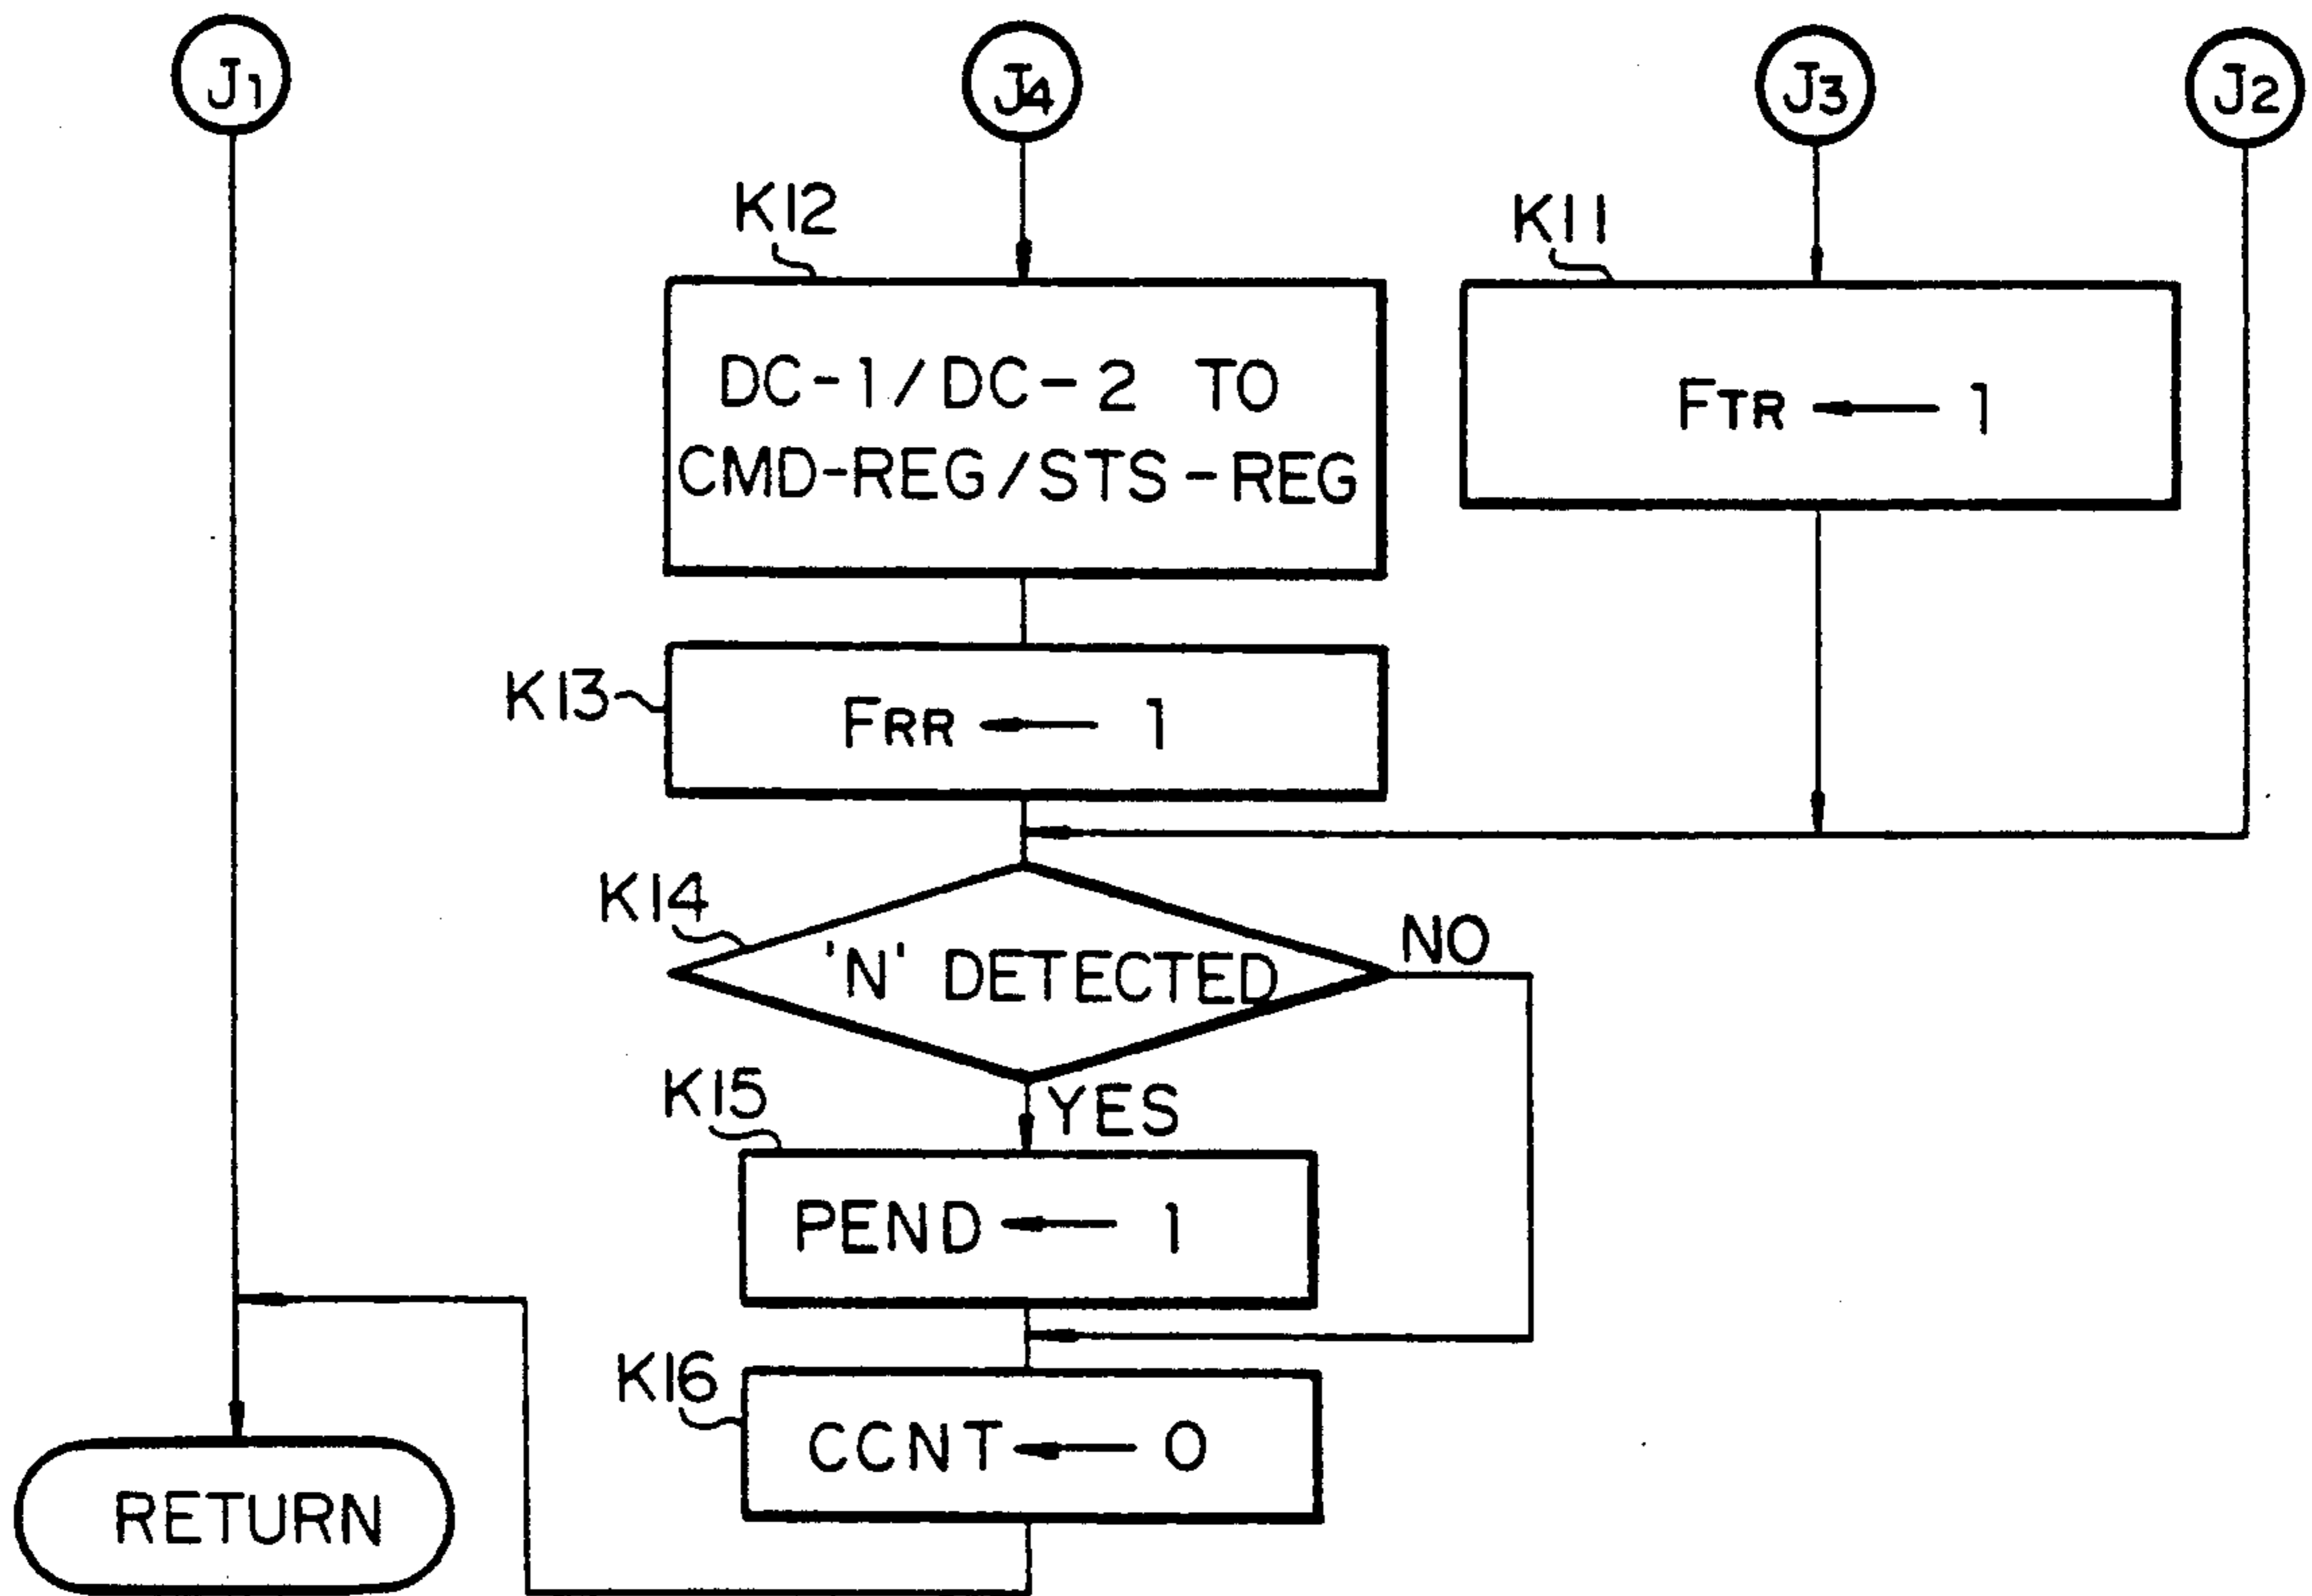 J1
J4
J3
J2
K12
K11
DC-1/DC-2 TO
CMD-REG/STS-REG
FTR ← 1
K13
FRR ← 1
K14
'N' DETECTED
NO
YES
K15
PEND ← 1
K16
CCNT ← 0
RETURN